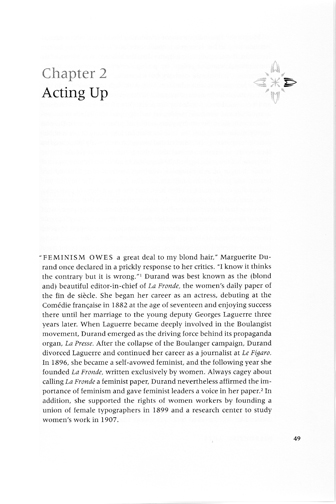 Chapter 2
Acting Up
"FEMINISM OWES a great deal to my blond hair," Marguerite Du-
rand once declared in a prickly response to her critics. "I know it thinks
the contrary but it is wrong."1 Durand was best known as the (blond
and) beautiful editor-in-chief of La Fronde, the women's daily paper of
the fin de siècle. She began her career as an actress, debuting at the
Comédie française in 1882 at the age of seventeen and enjoying success
there until her marriage to the young deputy Georges Laguerre three
years later. When Laguerre became deeply involved in the Boulangist
movement, Durand emerged as the driving force behind its propaganda
organ, La Presse. After the collapse of the Boulanger campaign, Durand
divorced Laguerre and continued her career as a journalist at Le Figaro.
In 1896, she became a self-avowed feminist, and the following year she
founded La Fronde, written exclusively by women. Always cagey about
calling La Fronde a feminist paper, Durand nevertheless affirmed the im-
portance of feminism and gave feminist leaders a voice in her paper.2 In
addition, she supported the rights of women workers by founding a
union of female typographers in 1899 and a research center to study
women's work in 1907.
49